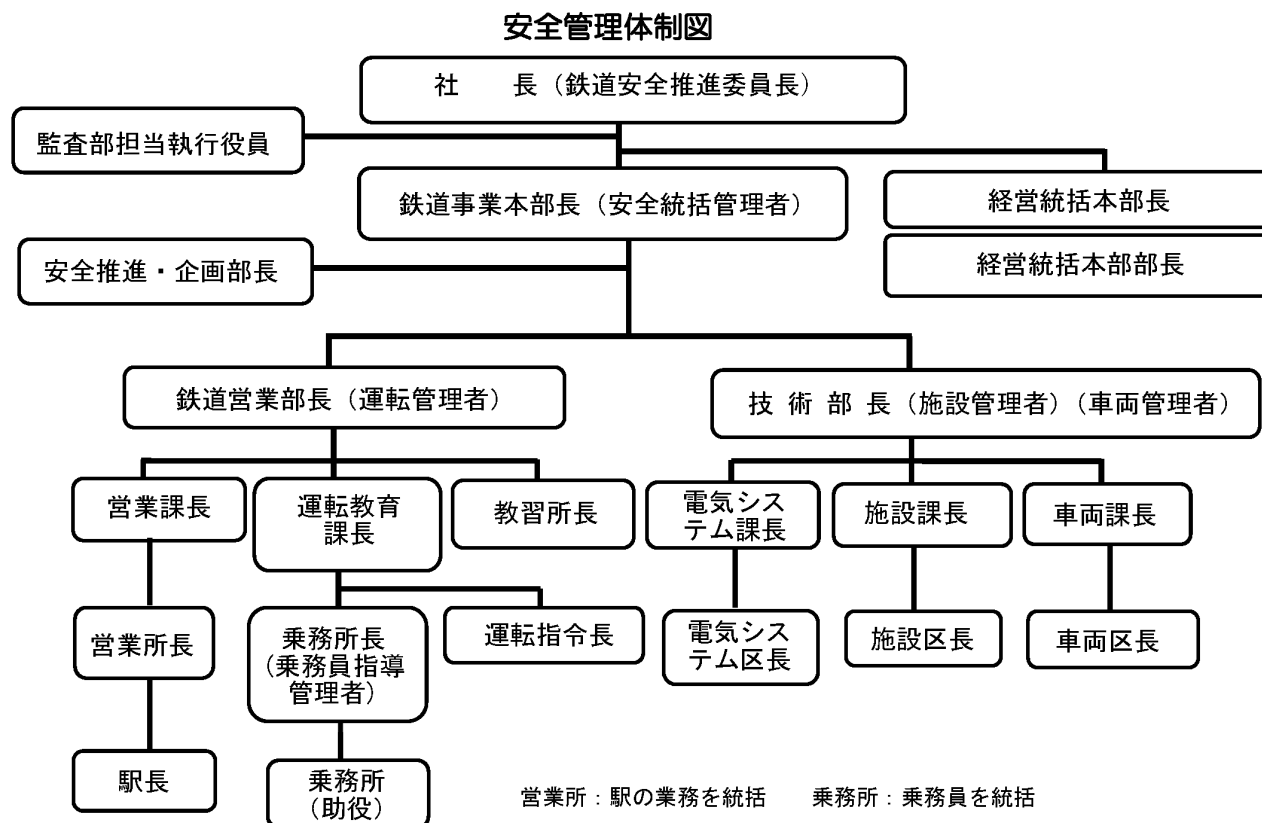 安全管理体制図
社　　長（鉄道安全推進委員長）
監査部担当執行役員
鉄道事業本部長（安全統括管理者）
経営統括本部長
経営統括本部部長
安全推進・企画部長
鉄道営業部長（運転管理者）
技 術 部 長（施設管理者）（車両管理者）
営業課長
運転教育
課長
教習所長
電気シス
テム課長
施設課長
車両課長
営業所長
乗務所長
（乗務員指導
管理者）
運転指令長
電気シス
テム区長
施設区長
車両区長
駅長
乗務所
（助役）
営業所：駅の業務を統括　　乗務所：乗務員を統括